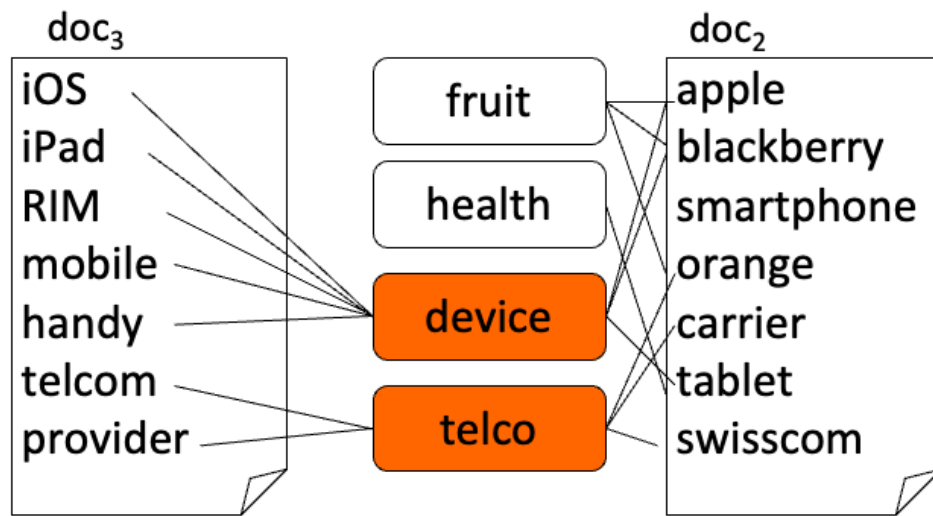 doc3
iOS
iPad
RIM
mobile
handy
telcom
provider
fruit
health
device
telco
doc2
apple
blackberry
smartphone
orange
carrier
tablet
swisscom